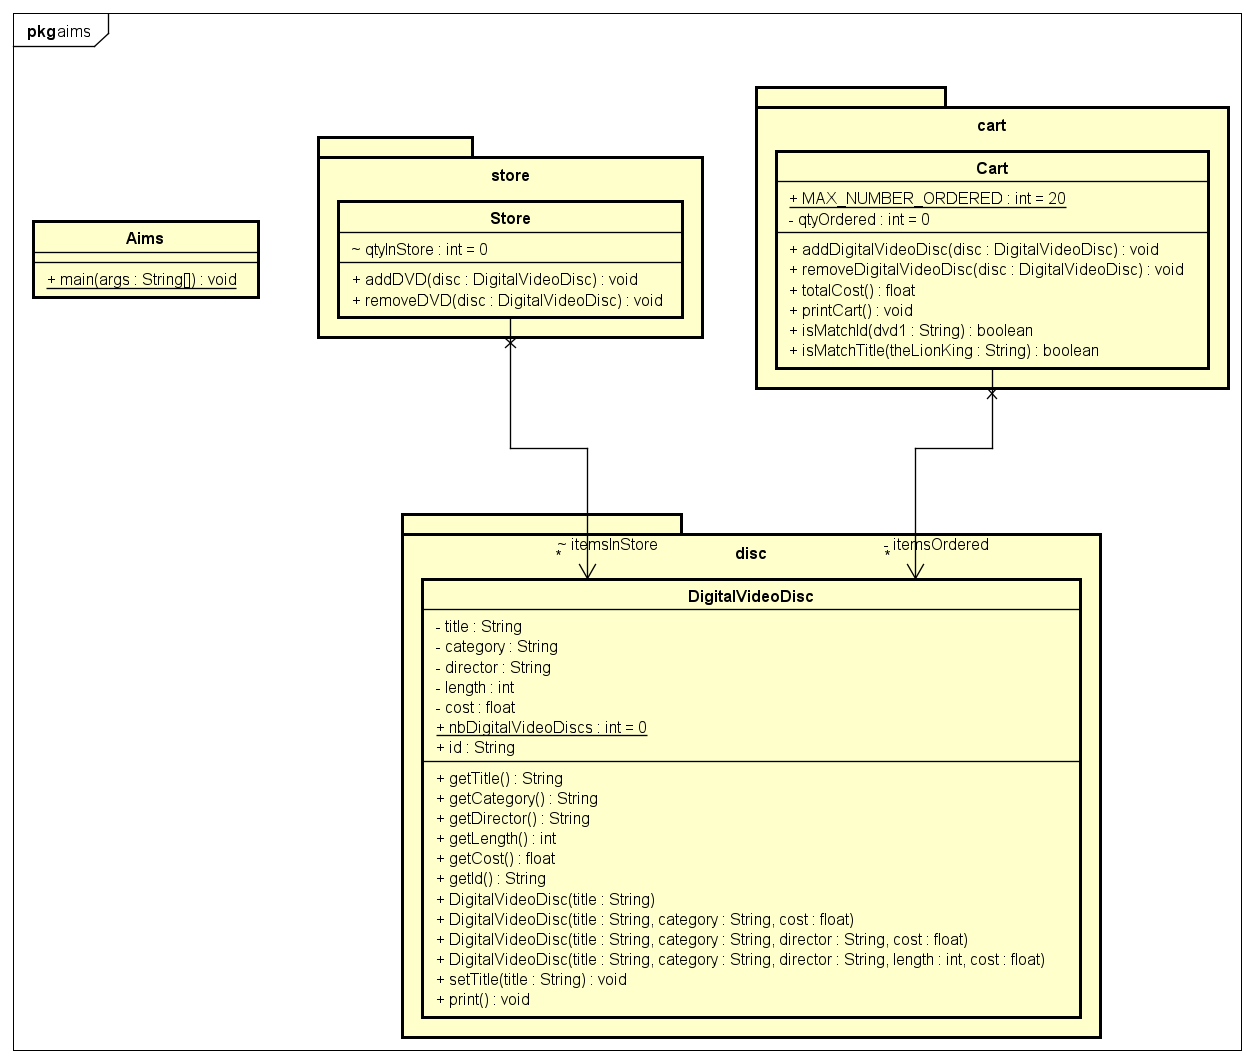 pkg aims
Aims
+ main(args : String[]) : void
store
Store
~ qtyInStore : int = 0
+ addDVD(disc : DigitalVideoDisc) : void
+ removeDVD(disc : DigitalVideoDisc) : void
cart
Cart
+ MAX_NUMBER_ORDERED : int = 20
- qtyOrdered : int = 0
+ addDigitalVideoDisc(disc : DigitalVideoDisc) : void
+ removeDigitalVideoDisc(disc : DigitalVideoDisc) : void
+ totalCost() : float
+ printCart() : void
+ isMatchId(dvd1 : String) : boolean
+ isMatchTitle(theLionKing : String) : boolean
~ itemsInStore
*
- itemsOrdered
*
disc
DigitalVideoDisc
- title : String
- category : String
- director : String
- length : int
- cost : float
+ nbDigitalVideoDiscs : int = 0
+ id : String
+ getTitle() : String
+ getCategory() : String
+ getDirector() : String
+ getLength() : int
+ getCost() : float
+ getId() : String
+ DigitalVideoDisc(title : String)
+ DigitalVideoDisc(title : String, category : String, cost : float)
+ DigitalVideoDisc(title : String, category : String, director : String, cost : float)
+ DigitalVideoDisc(title : String, category : String, director : String, length : int, cost : float)
+ setTitle(title : String) : void
+ print() : void